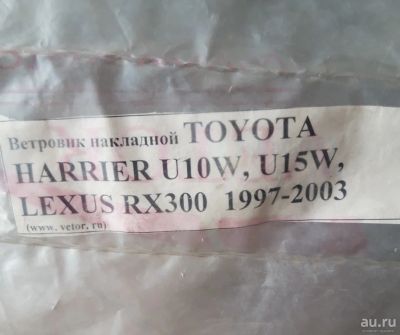 Ветровик накладной TOYOTA
HARRIER U10W, U15W,
LEXUS RX300 1997-2003
(www. vetor. ru)
au.ru